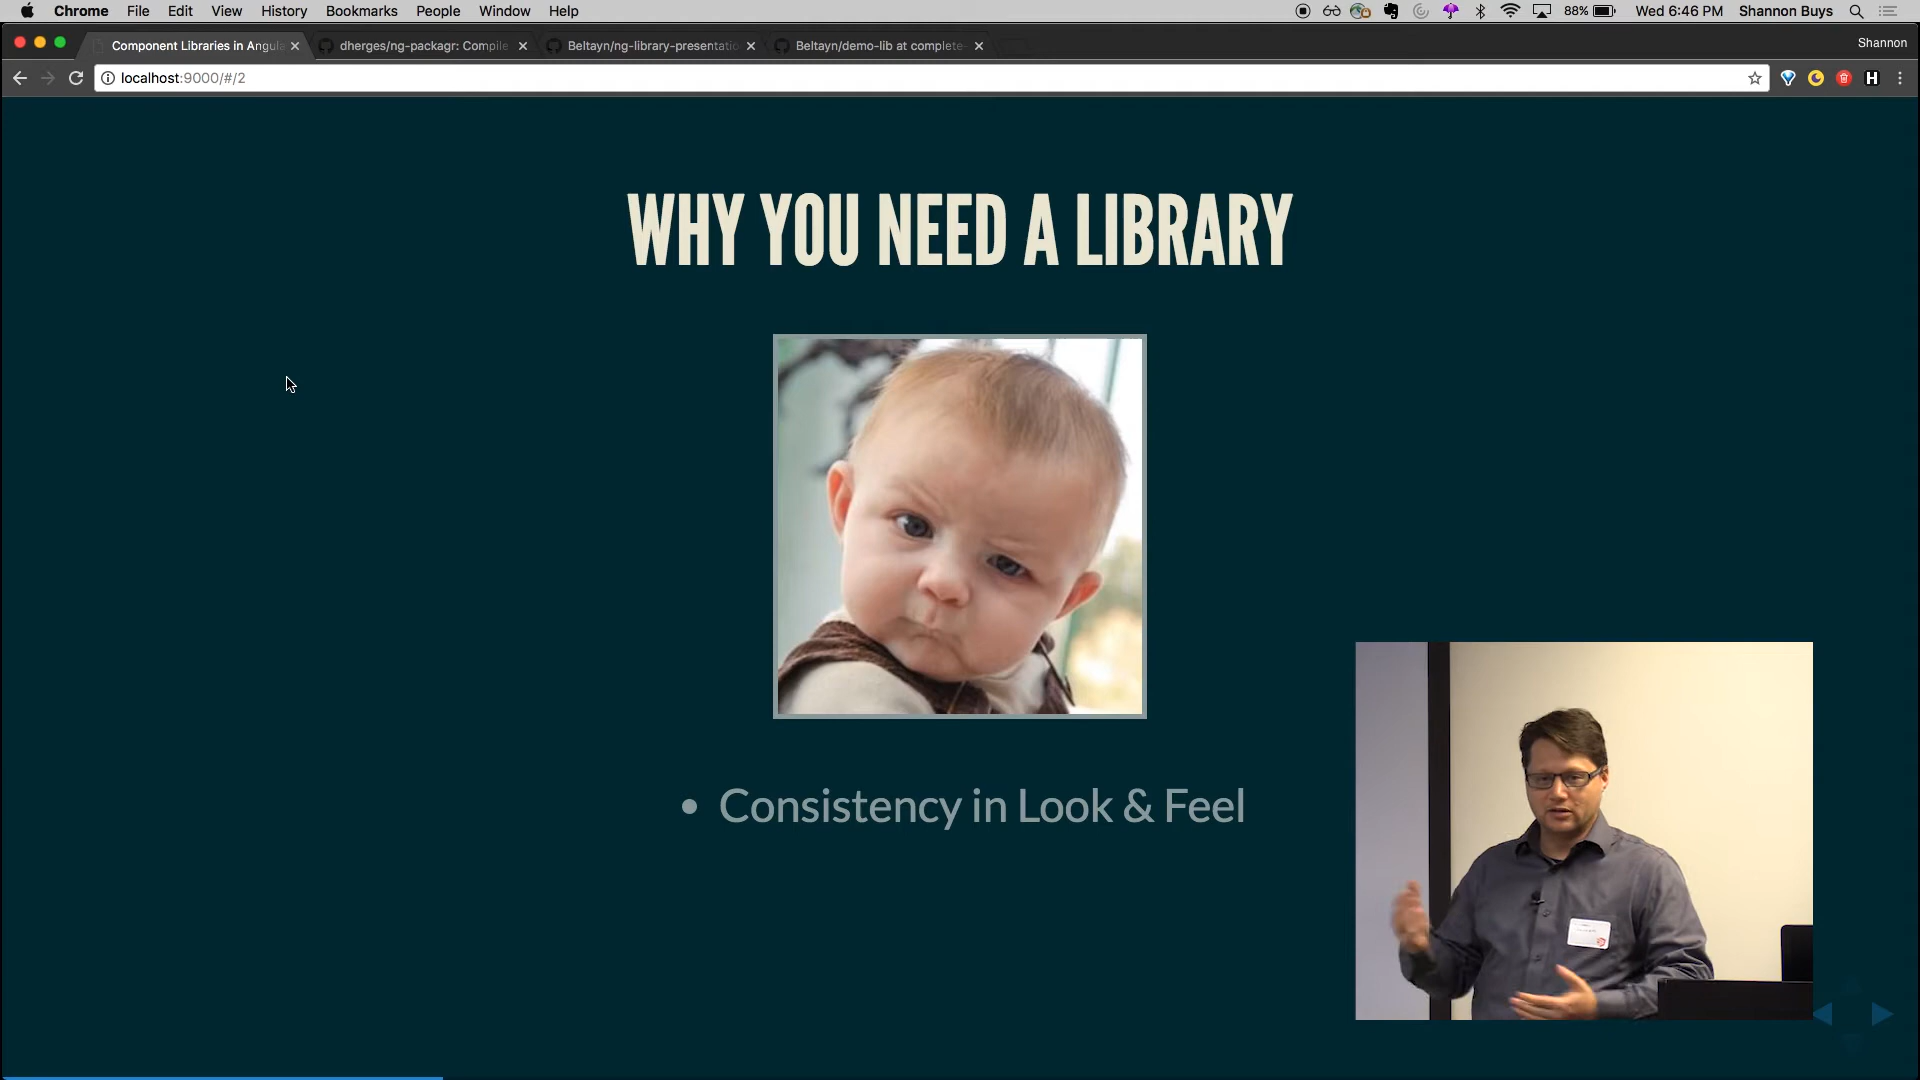 Chrome File Edit View History Bookmarks People Window Help 88% Wed 6:46 PM Shannon Buys
Component Libraries in Angula dherges/ng-packagr: Compile Beltayn/ng-library-presentatio Beltayn/demo-lib at complete- Shannon
localhost:9000/#/2 H
WHY YOU NEED A LIBRARY
• Consistency in Look & Feel